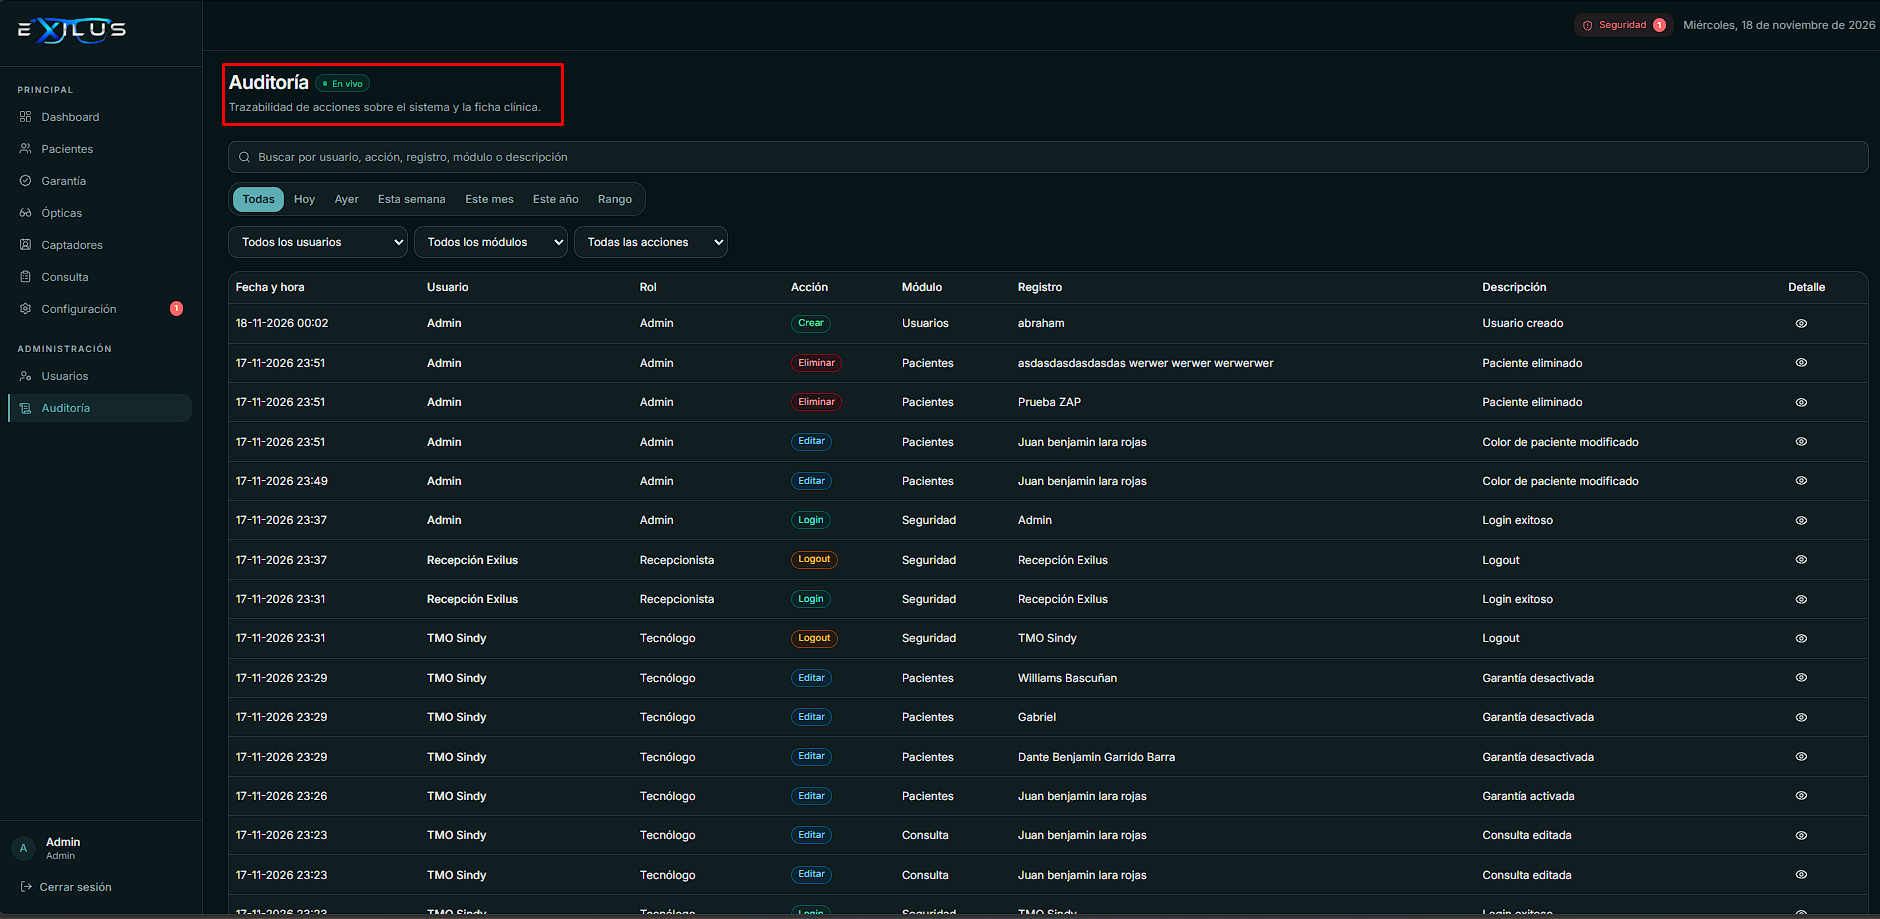 EXILUS
Seguridad 1 Miércoles, 18 de noviembre de 2026
PRINCIPAL
Dashboard
Pacientes
Garantía
Ópticas
Captadores
Consulta
Configuración 1
ADMINISTRACIÓN
Usuarios
Auditoría
A Admin
Admin
Cerrar sesión
Auditoría En vivo
Trazabilidad de acciones sobre el sistema y la ficha clínica.
Buscar por usuario, acción, registro, módulo o descripción
Todas Hoy Ayer Esta semana Este mes Este año Rango
Todos los usuarios Todos los módulos Todas las acciones
Fecha y hora Usuario Rol Acción Módulo Registro Descripción Detalle
18-11-2026 00:02 Admin Admin Crear Usuarios abraham Usuario creado
17-11-2026 23:51 Admin Admin Eliminar Pacientes asdasdasdasdasdas werwer werwer werwerwer Paciente eliminado
17-11-2026 23:51 Admin Admin Eliminar Pacientes Prueba ZAP Paciente eliminado
17-11-2026 23:51 Admin Admin Editar Pacientes Juan benjamin lara rojas Color de paciente modificado
17-11-2026 23:49 Admin Admin Editar Pacientes Juan benjamin lara rojas Color de paciente modificado
17-11-2026 23:37 Admin Admin Login Seguridad Admin Login exitoso
17-11-2026 23:37 Recepción Exilus Recepcionista Logout Seguridad Recepción Exilus Logout
17-11-2026 23:31 Recepción Exilus Recepcionista Login Seguridad Recepción Exilus Login exitoso
17-11-2026 23:31 TMO Sindy Tecnólogo Logout Seguridad TMO Sindy Logout
17-11-2026 23:29 TMO Sindy Tecnólogo Editar Pacientes Williams Bascuñan Garantía desactivada
17-11-2026 23:29 TMO Sindy Tecnólogo Editar Pacientes Gabriel Garantía desactivada
17-11-2026 23:29 TMO Sindy Tecnólogo Editar Pacientes Dante Benjamin Garrido Barra Garantía desactivada
17-11-2026 23:26 TMO Sindy Tecnólogo Editar Pacientes Juan benjamin lara rojas Garantía activada
17-11-2026 23:23 TMO Sindy Tecnólogo Editar Consulta Juan benjamin lara rojas Consulta editada
17-11-2026 23:23 TMO Sindy Tecnólogo Editar Consulta Juan benjamin lara rojas Consulta editada
17-11-2026 23:23 TMO Sindy Tecnólogo Login Seguridad TMO Sindy Login exitoso